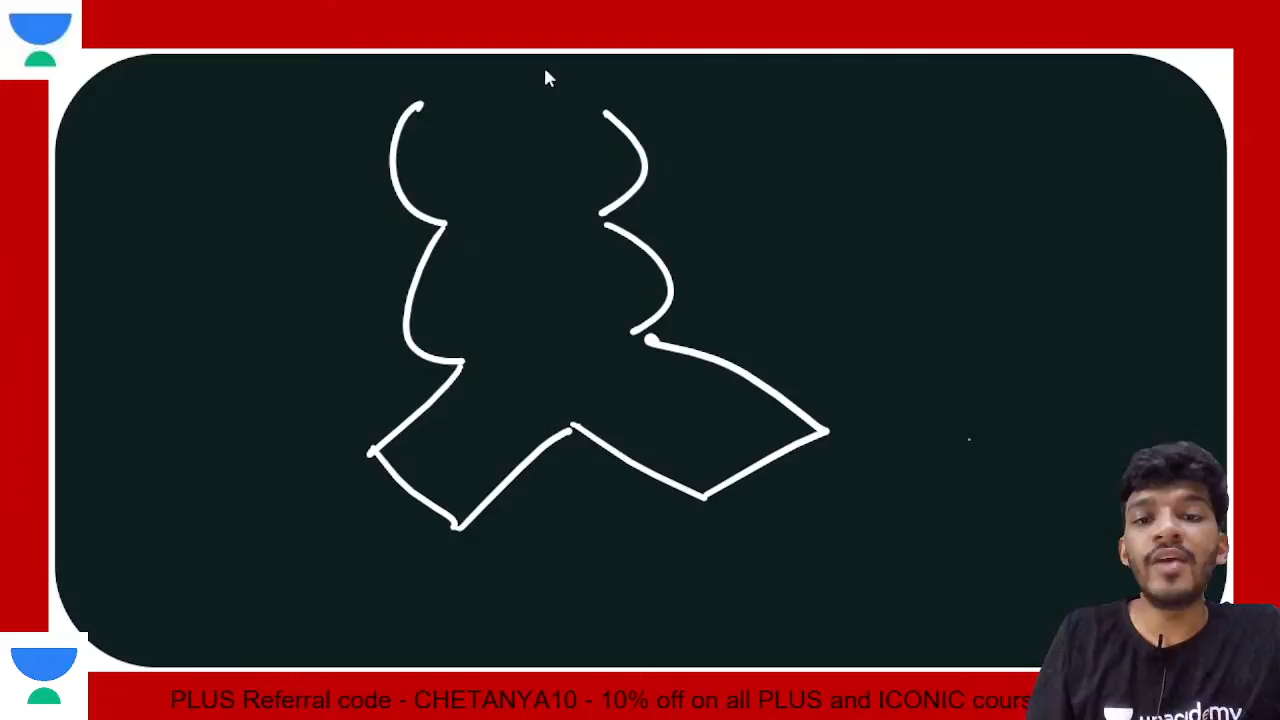 PLUS Referral code - CHETANYA10 - 10% off on all PLUS and ICONIC cours